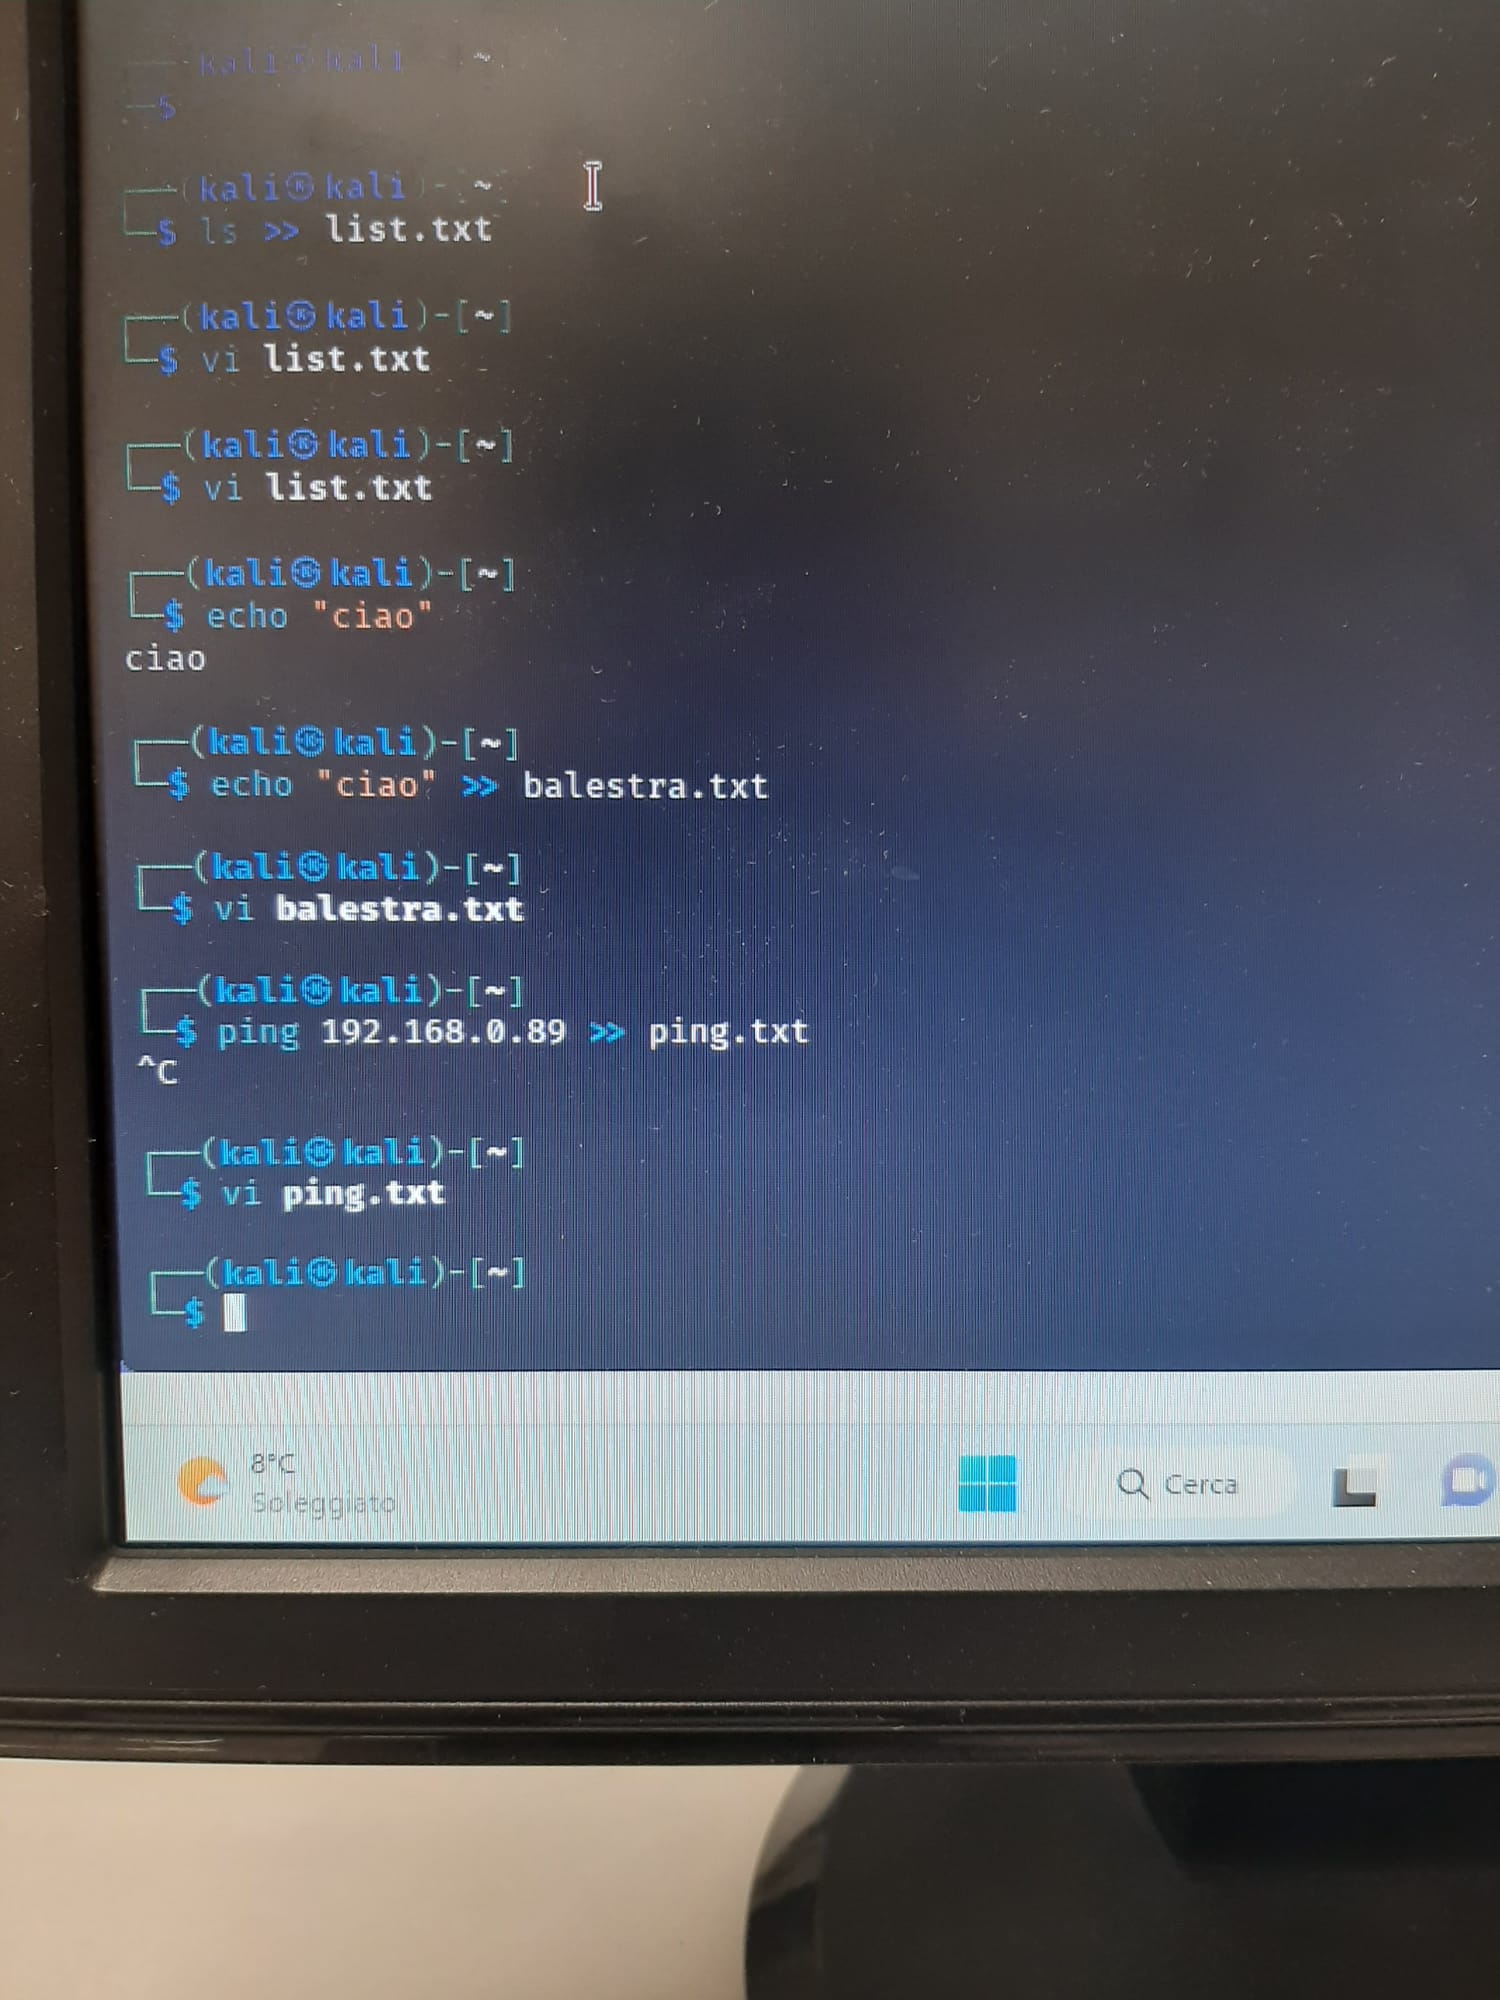 kali㉿kali ~
$
(kali㉿kali)-[~]
$ ls >> list.txt
(kali㉿kali)-[~]
$ vi list.txt
(kali㉿kali)-[~]
$ vi list.txt
(kali㉿kali)-[~]
$ echo "ciao"
ciao
(kali㉿kali)-[~]
$ echo "ciao" >> balestra.txt
(kali㉿kali)-[~]
$ vi balestra.txt
(kali㉿kali)-[~]
$ ping 192.168.0.89 >> ping.txt
^C
(kali㉿kali)-[~]
$ vi ping.txt
(kali㉿kali)-[~]
$
8°C
Soleggiato
Cerca